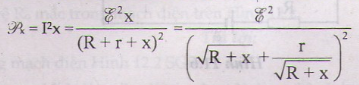 𝒫ₓ = I²x = ℰ²x / (R + r + x)² = ℰ² / (√(R + x) + r / √(R + x))²